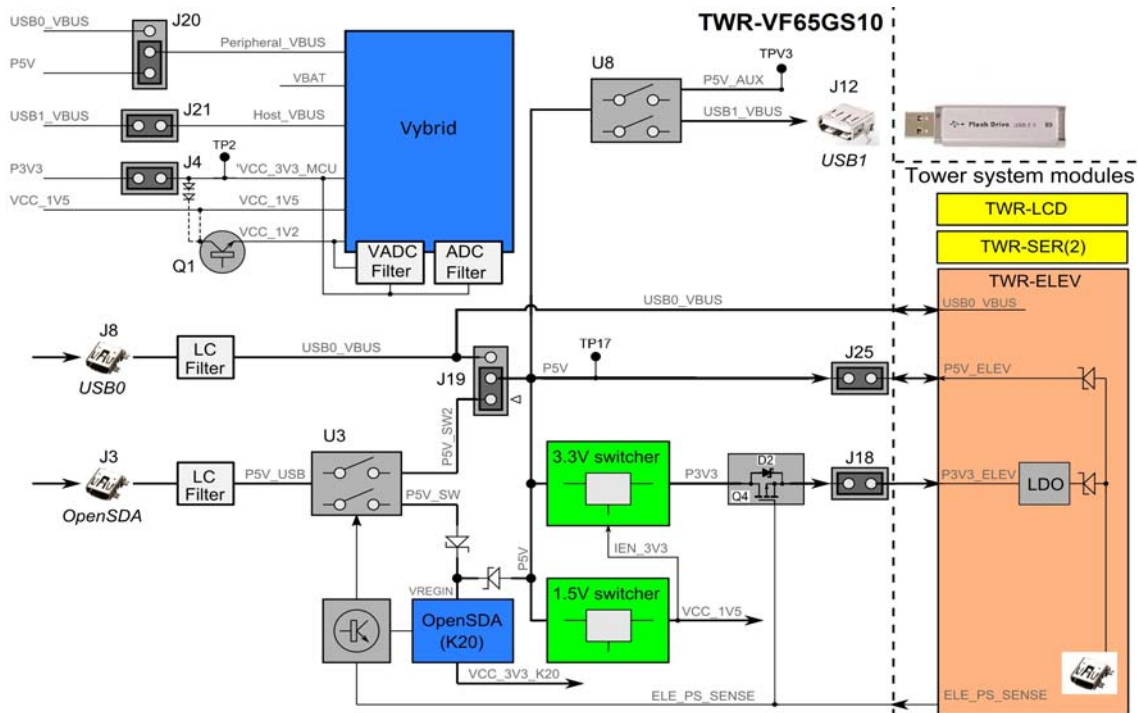 TWR-VF65GS10
USB0_VBUS
J20
Peripheral_VBUS
P5V
VBAT
USB1_VBUS
J21
Host_VBUS
P3V3
J4
TP2
VCC_3V3_MCU
VCC_1V5
VCC_1V5
VCC_1V2
Q1
Vybrid
VADC
Filter
ADC
Filter
U8
P5V_AUX
TPV3
USB1_VBUS
J12
USB1
Flash Drive
Tower system modules
TWR-LCD
TWR-SER(2)
TWR-ELEV
USB0_VBUS
USB0_VBUS
J8
USB0
LC
Filter
USB0_VBUS
J19
P5V
TP17
J25
P5V_ELEV
J3
OpenSDA
LC
Filter
P5V_USB
U3
P5V_SW2
P5V_SW
3.3V switcher
P3V3
D2
Q4
J18
P3V3_ELEV
LDO
IEN_3V3
P5V
VREGIN
OpenSDA
(K20)
1.5V switcher
VCC_1V5
VCC_3V3_K20
ELE_PS_SENSE
ELE_PS_SENSE